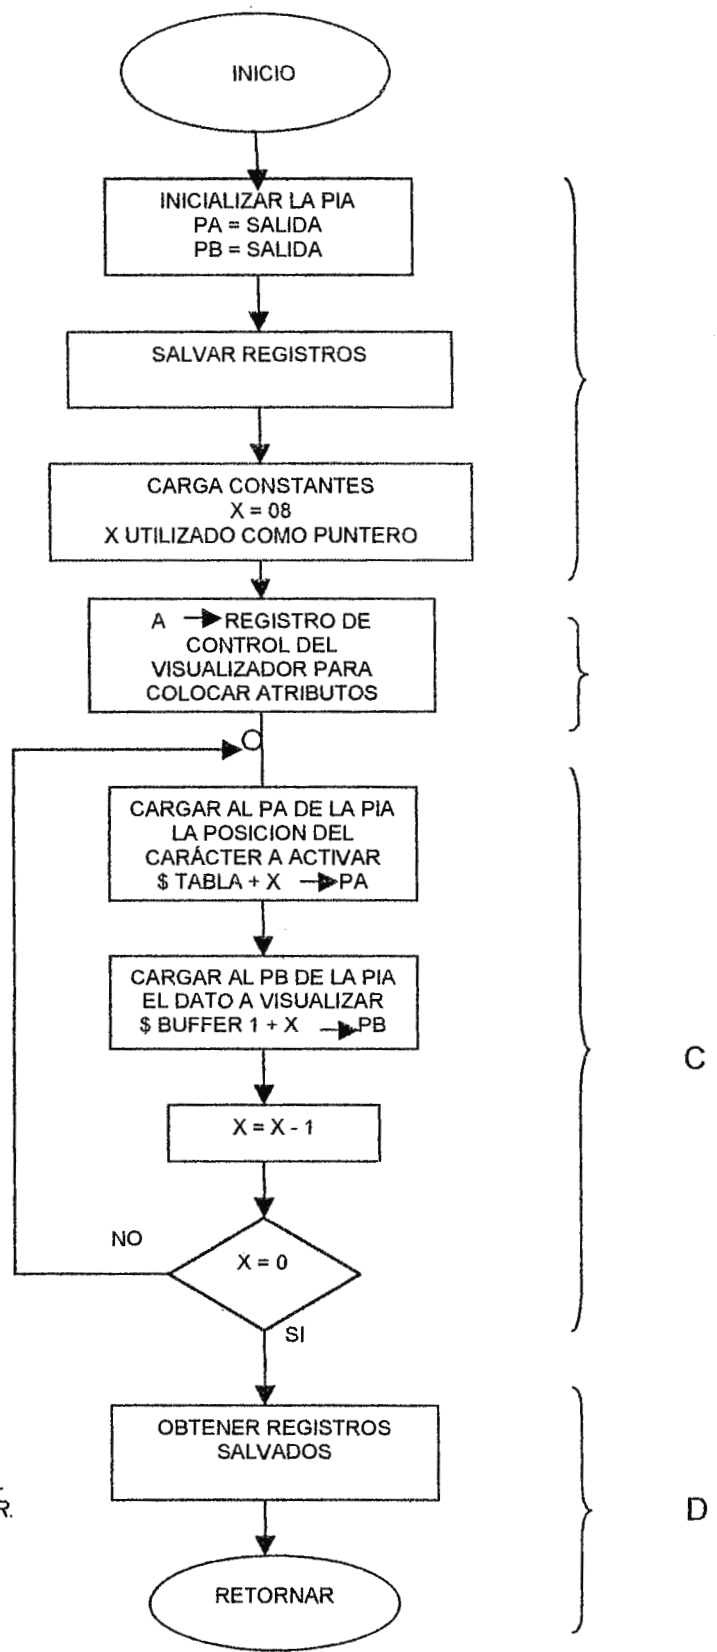 INICIO
INICIALIZAR LA PIA
PA = SALIDA
PB = SALIDA
SALVAR REGISTROS
CARGA CONSTANTES
X = 08
X UTILIZADO COMO PUNTERO
A REGISTRO DE
CONTROL DEL
VISUALIZADOR PARA
COLOCAR ATRIBUTOS
CARGAR AL PA DE LA PIA
LA POSICION DEL
CARÁCTER A ACTIVAR
$ TABLA + X PA
CARGAR AL PB DE LA PIA
EL DATO A VISUALIZAR
$ BUFFER 1 + X PB
C
X = X - 1
NO
X = 0
SI
OBTENER REGISTROS
SALVADOS
R.
D
RETORNAR